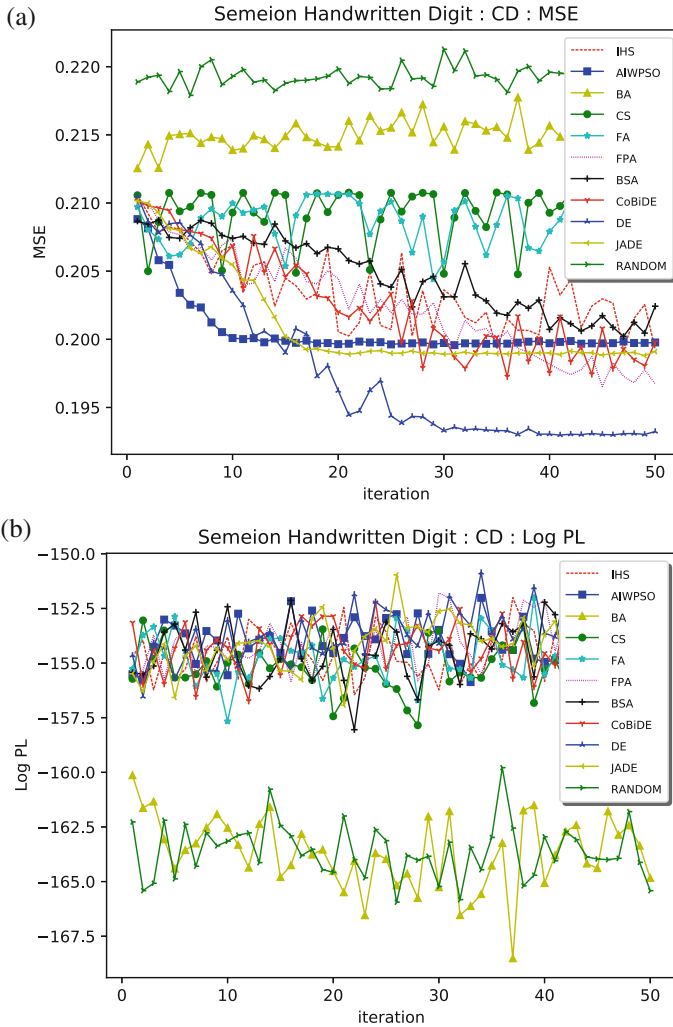 (a)
Semeion Handwritten Digit : CD : MSE
MSE
0.220
0.215
0.210
0.205
0.200
0.195
0
10
20
30
40
50
iteration
IHS
AIWPSO
BA
CS
FA
FPA
BSA
CoBiDE
DE
JADE
RANDOM
(b)
Semeion Handwritten Digit : CD : Log PL
Log PL
−150.0
−152.5
−155.0
−157.5
−160.0
−162.5
−165.0
−167.5
0
10
20
30
40
50
iteration
IHS
AIWPSO
BA
CS
FA
FPA
BSA
CoBiDE
DE
JADE
RANDOM